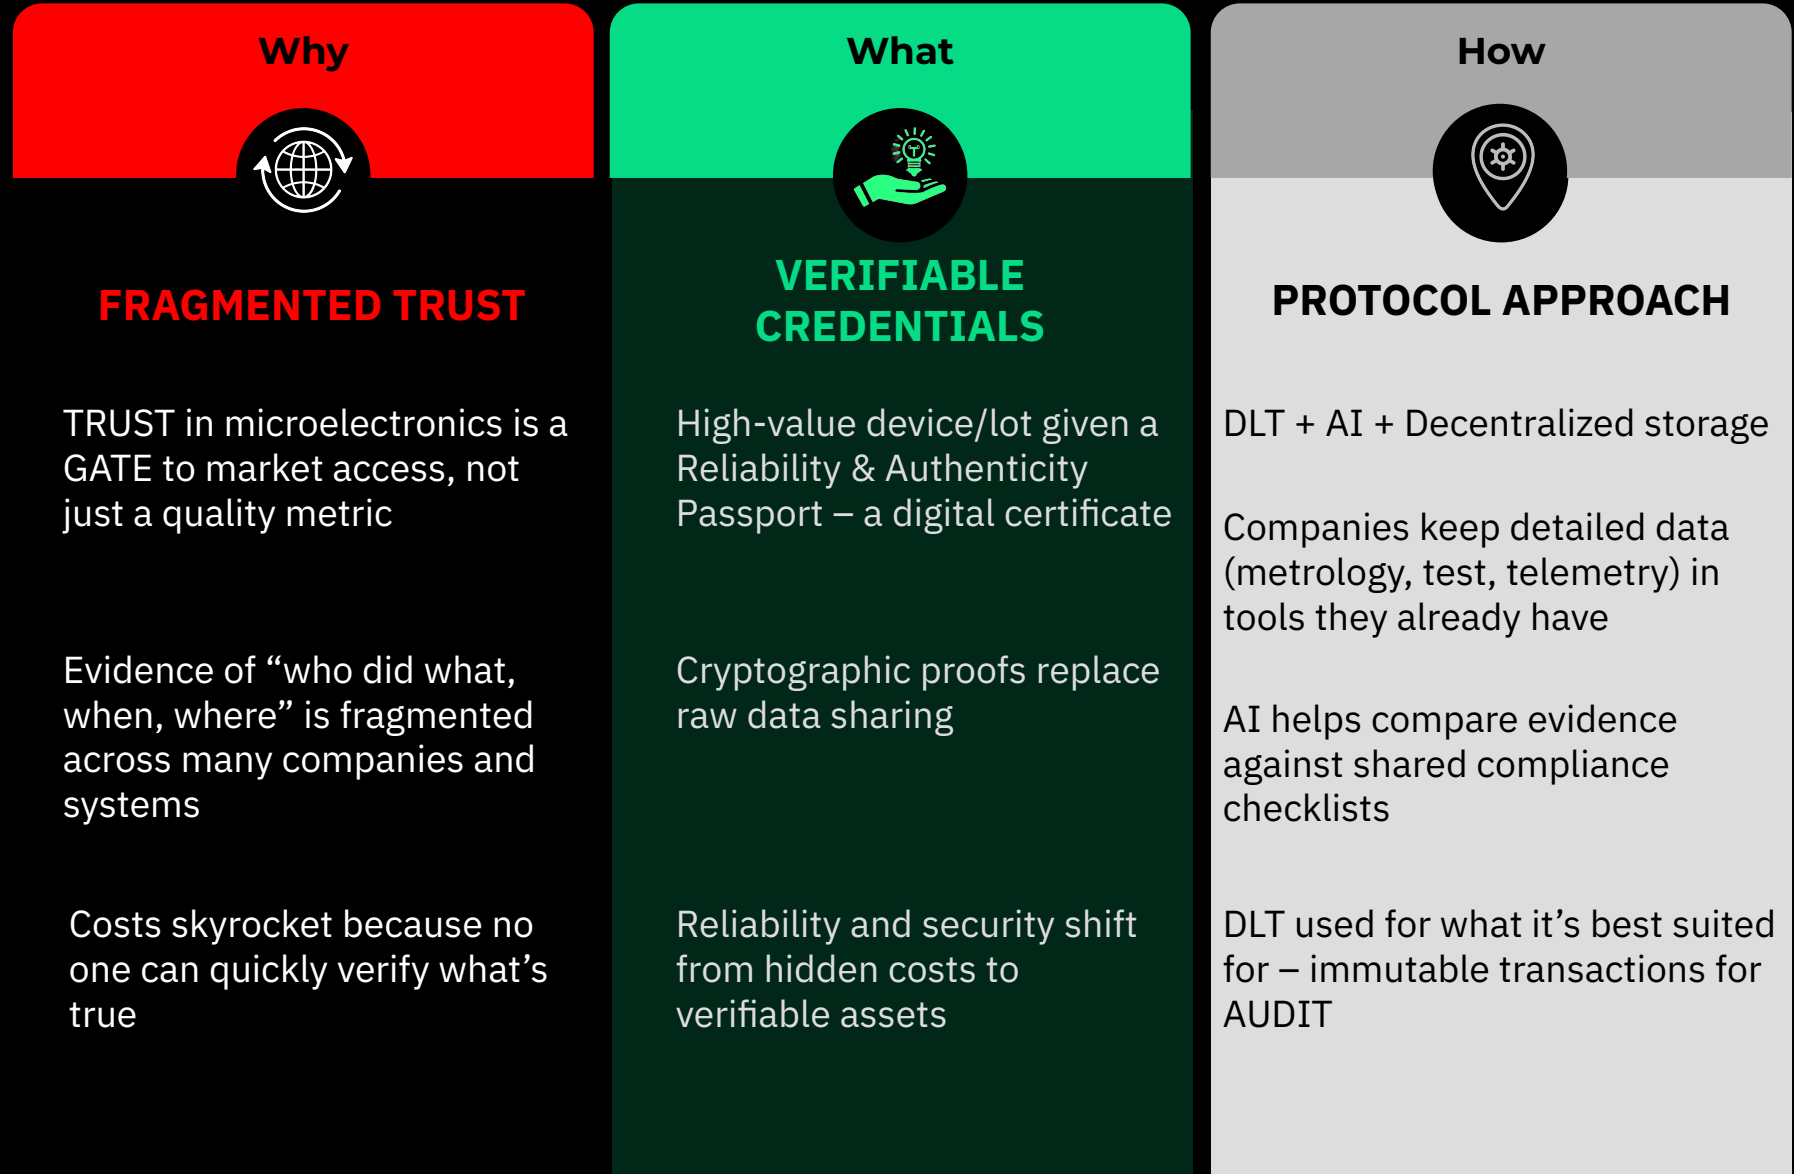 Why
FRAGMENTED TRUST
TRUST in microelectronics is a
GATE to market access, not
just a quality metric
Evidence of “who did what,
when, where” is fragmented
across many companies and
systems
Costs skyrocket because no
one can quickly verify what’s
true
What
VERIFIABLE
CREDENTIALS
High-value device/lot given a
Reliability & Authenticity
Passport – a digital certificate
Cryptographic proofs replace
raw data sharing
Reliability and security shift
from hidden costs to
verifiable assets
How
PROTOCOL APPROACH
DLT + AI + Decentralized storage
Companies keep detailed data
(metrology, test, telemetry) in
tools they already have
AI helps compare evidence
against shared compliance
checklists
DLT used for what it’s best suited
for – immutable transactions for
AUDIT